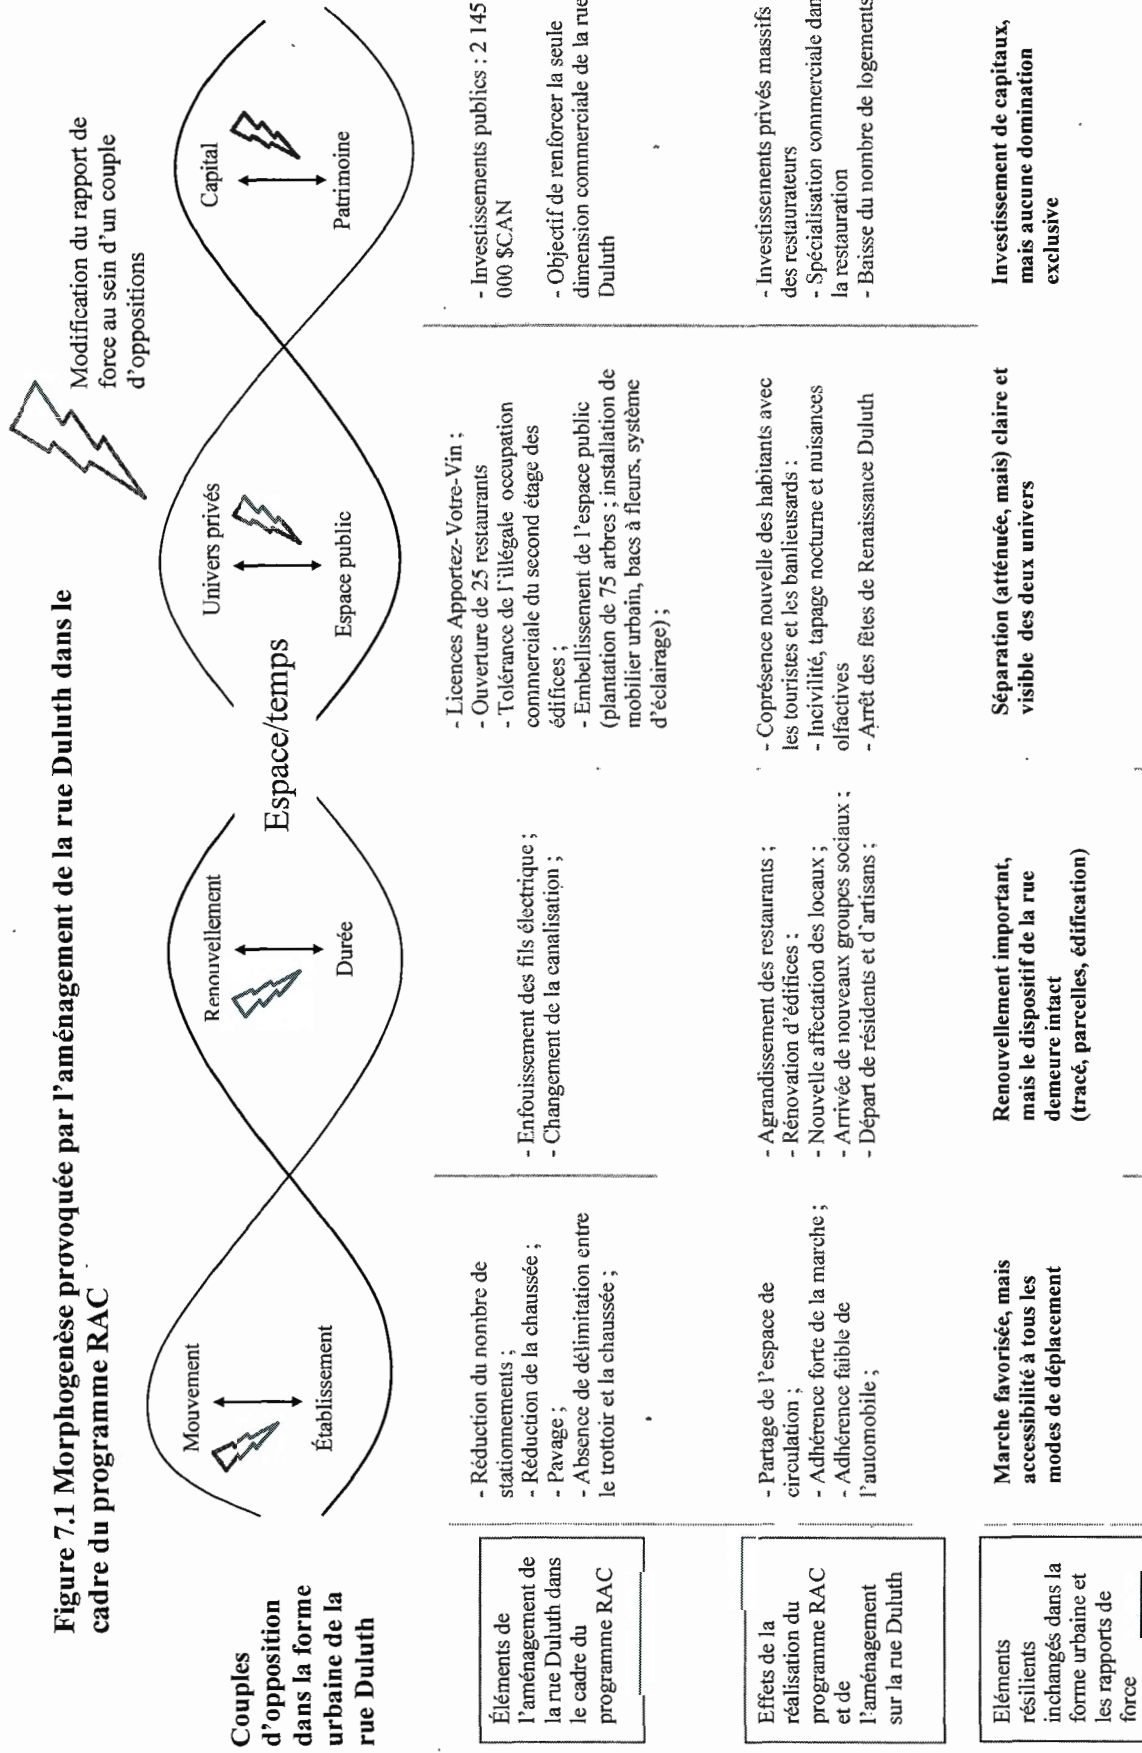 Figure 7.1 Morphogenèse provoquée par l'aménagement de la rue Duluth dans le
cadre du programme RAC
Modification du rapport de
force au sein d'un couple
d'oppositions
Couples
d'opposition
dans la forme
urbaine de la
rue Duluth
Mouvement
Établissement
Renouvellement
Durée
Espace/temps
Univers privés
Espace public
Capital
Patrimoine
Éléments de
l'aménagement de
la rue Duluth dans
le cadre du
programme RAC
- Réduction du nombre de
stationnements ;
- Réduction de la chaussée ;
- Pavage ;
- Absence de délimitation entre
le trottoir et la chaussée ;
- Enfouissement des fils électrique ;
- Changement de la canalisation ;
- Licences Apportez-Votre-Vin ;
- Ouverture de 25 restaurants
- Tolérance de l'illégale occupation
commerciale du second étage des
édifices ;
- Embellissement de l'espace public
(plantation de 75 arbres ; installation de
mobilier urbain, bacs à fleurs, système
d'éclairage) ;
- Investissements publics : 2 145
000 $CAN
- Objectif de renforcer la seule
dimension commerciale de la rue
Duluth
Effets de la
réalisation du
programme RAC
et de
l'aménagement
sur la rue Duluth
- Partage de l'espace de
circulation ;
- Adhérence forte de la marche ;
- Adhérence faible de
l'automobile ;
- Agrandissement des restaurants ;
- Rénovation d'édifices ;
- Nouvelle affectation des locaux ;
- Arrivée de nouveaux groupes sociaux ;
- Départ de résidents et d'artisans ;
- Coprésence nouvelle des habitants avec
les touristes et les banlieusards :
- Incivilité, tapage nocturne et nuisances
olfactives
- Arrêt des fêtes de Renaissance Duluth
- Investissements privés massifs
des restaurateurs
- Spécialisation commerciale dan
la restauration
- Baisse du nombre de logements
Eléments
résilients
inchangés dans la
forme urbaine et
les rapports de
force
Marche favorisée, mais
accessibilité à tous les
modes de déplacement
Renouvellement important,
mais le dispositif de la rue
demeure intact
(tracé, parcelles, édification)
Séparation (atténuée, mais) claire et
visible des deux univers
Investissement de capitaux,
mais aucune domination
exclusive